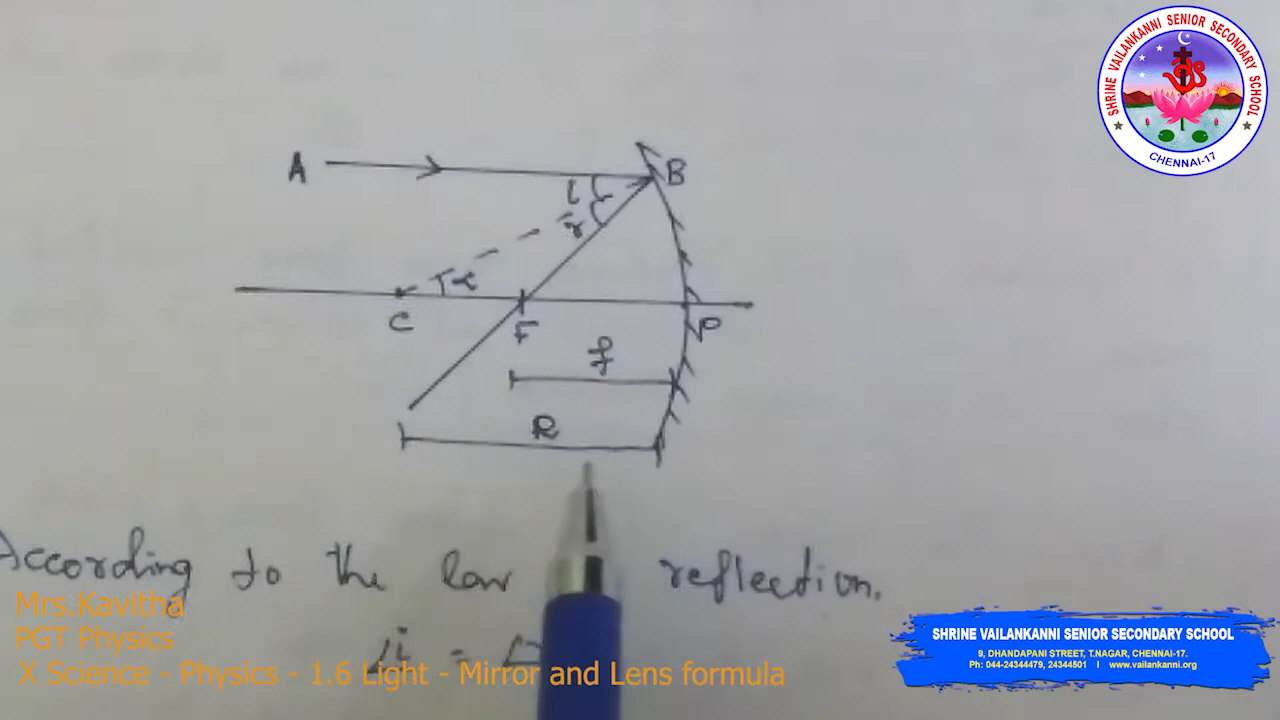 SHRINE VAILANKANNI SENIOR SECONDARY SCHOOL
CHENNAI-17
A
B
i
r
α
C
F
P
f
R
According to the law reflection.
∠i =
Mrs.Kavitha
PGT Physics
X Science - Physics - 1.6 Light - Mirror and Lens formula
SHRINE VAILANKANNI SENIOR SECONDARY SCHOOL
9, DHANDAPANI STREET, T.NAGAR, CHENNAI-17.
Ph: 044-24344479, 24344501 I www.vailankanni.org